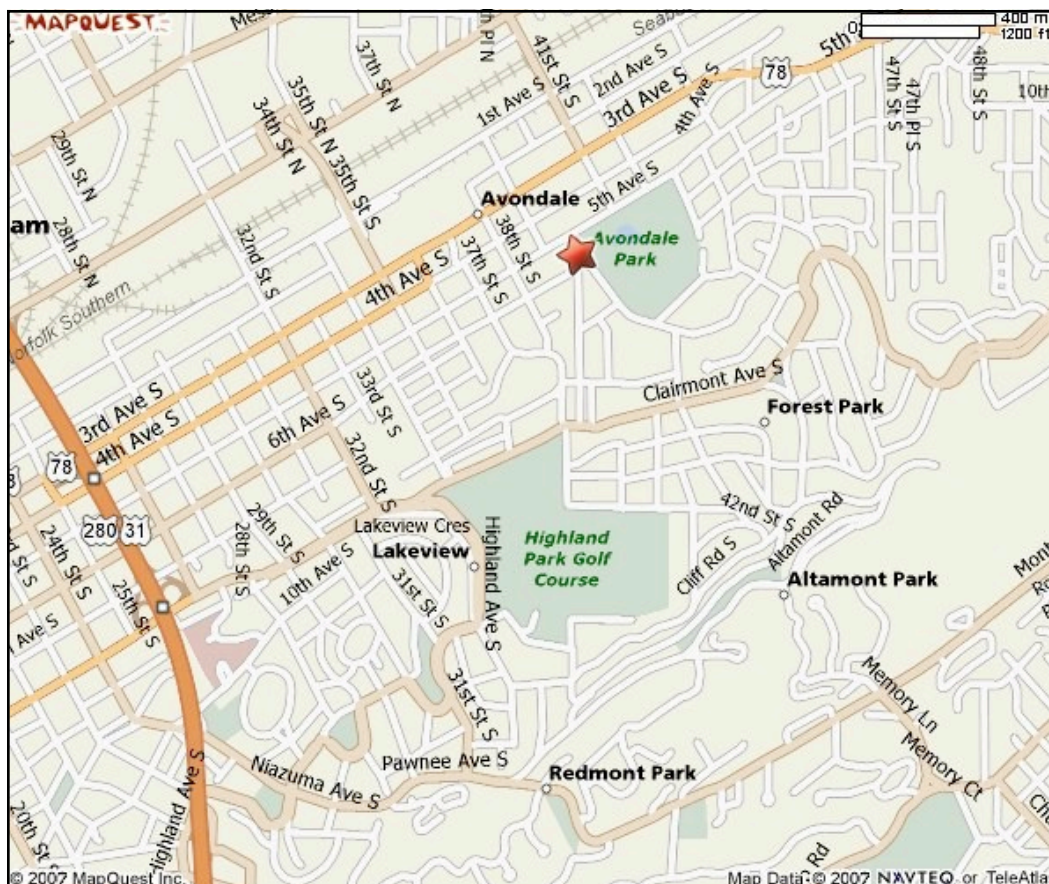 MAPQUEST
400 m
1200 ft
5th
78
41st St S
Seabo
2nd Ave S
3rd Ave S
4th Ave S
1st Ave S
37th St N
35th St N
34th St N
35th St S
47th St S
47th Pl S
48th St S
10th
29th St N
28th St N
am
32nd St S
Avondale
5th Ave S
38th St S
37th St S
Avondale
Park
4th Ave S
Norfolk Southern
3rd Ave S
4th Ave S
6th Ave S
33rd St S
32nd St S
Clairmont Ave S
Forest Park
78
280 31
24th St S
25th St S
28th St S
29th St S
10th Ave S
Lakeview Cres
Lakeview
31st St S
Highland Ave S
Highland
Park Golf
Course
42nd St S
Cliff Rd S
Altamont Rd
Altamont Park
31st St S
Memory Ln
Memory Ct
Pawnee Ave S
Niazuma Ave S
Redmont Park
Highland Ave S
20th St S
Rd
© 2007 MapQuest Inc.
Map Data © 2007 NAVTEQ or TeleAtla